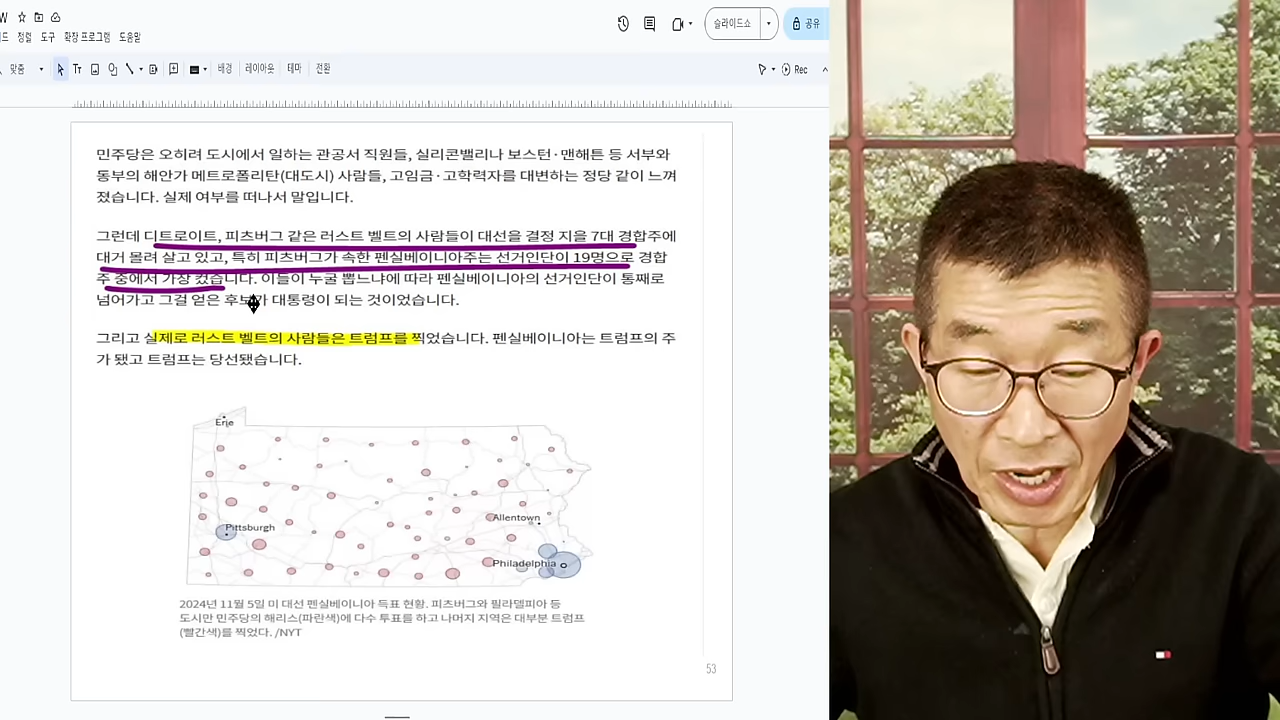 슬라이드쇼
공유
정렬 도구 확장 프로그램 도움말
맞춤
배경 레이아웃 테마 전환
Rec
민주당은 오히려 도시에서 일하는 관공서 직원들, 실리콘밸리나 보스턴·맨해튼 등 서부와
동부의 해안가 메트로폴리탄(대도시) 사람들, 고임금·고학력자를 대변하는 정당 같이 느껴
졌습니다. 실제 여부를 떠나서 말입니다.
그런데 디트로이트, 피츠버그 같은 러스트 벨트의 사람들이 대선을 결정 지을 7대 경합주에
대거 몰려 살고 있고, 특히 피츠버그가 속한 펜실베이니아주는 선거인단이 19명으로 경합
주 중에서 가장 컸습니다. 이들이 누굴 뽑느냐에 따라 펜실베이니아의 선거인단이 통째로
넘어가고 그걸 얻은 후보가 대통령이 되는 것이었습니다.
그리고 실제로 러스트 벨트의 사람들은 트럼프를 찍었습니다. 펜실베이니아는 트럼프의 주
가 됐고 트럼프는 당선됐습니다.
Erie
Allentown
Pittsburgh
Philadelphia
2024년 11월 5일 미 대선 펜실베이니아 득표 현황. 피츠버그와 필라델피아 등
도시만 민주당의 해리스(파란색)에 다수 투표를 하고 나머지 지역은 대부분 트럼프
(빨간색)를 찍었다. /NYT
53